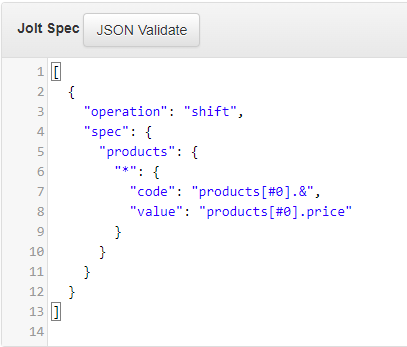 Jolt Spec JSON Validate
1 [
2 {
3 "operation": "shift",
4 "spec": {
5 "products": {
6 "*": {
7 "code": "products[#0].&",
8 "value": "products[#0].price"
9 }
10 }
11 }
12 }
13 ]
14